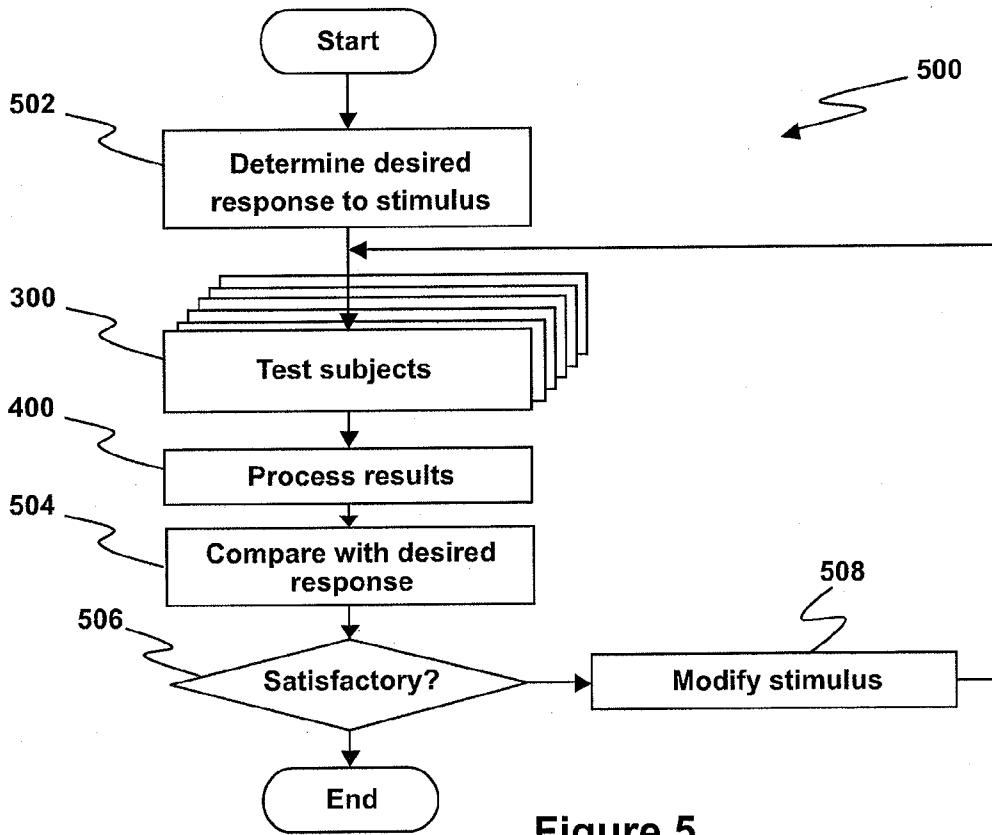 Start
500
502
Determine desired
response to stimulus
300
Test subjects
400
Process results
504
Compare with desired
response
508
506
Satisfactory?
Modify stimulus
End
Figure 5